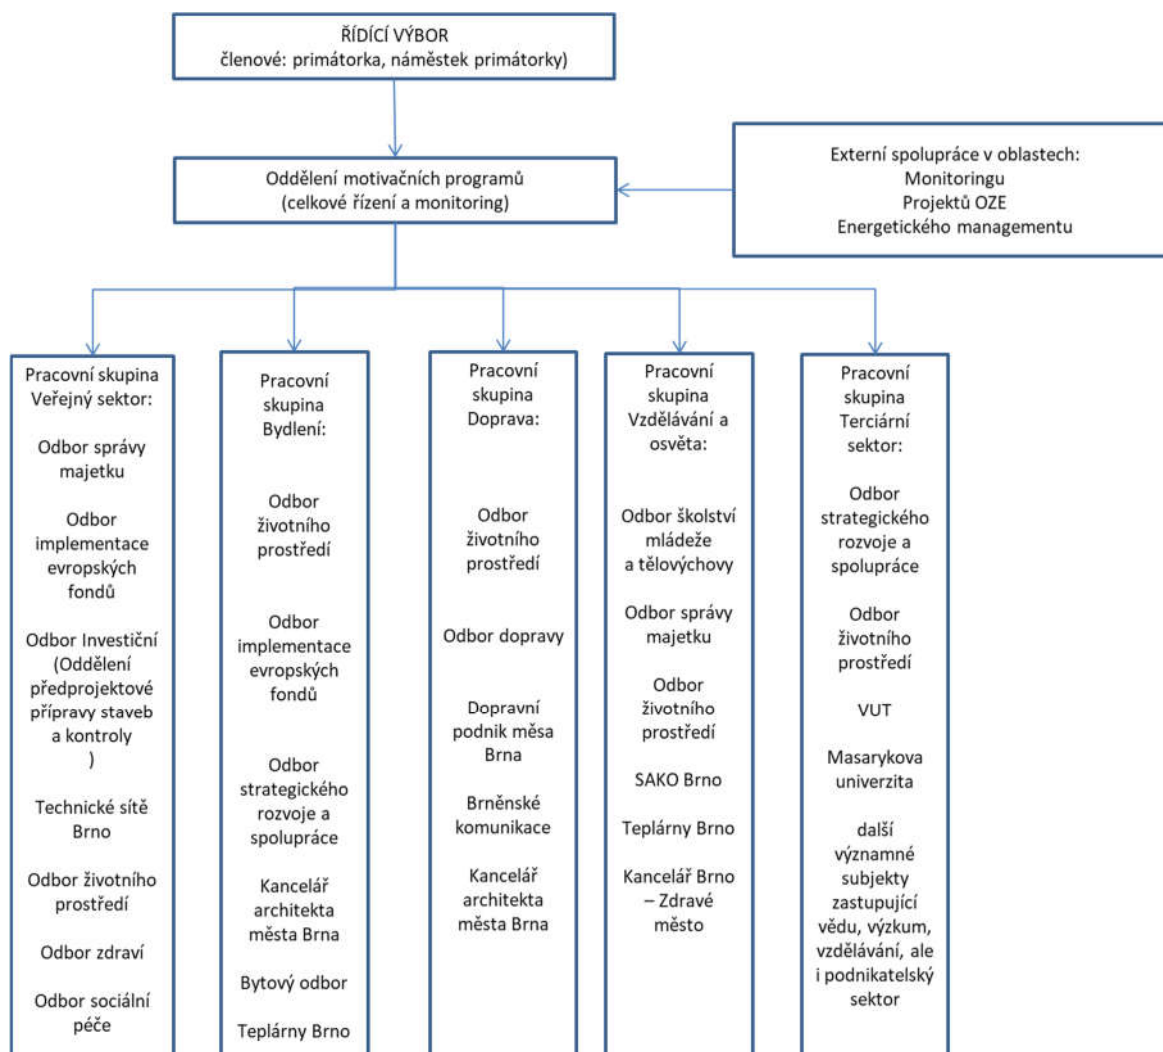 ŘÍDÍCÍ VÝBOR
členové: primátorka, náměstek primátorky)
Oddělení motivačních programů
(celkové řízení a monitoring)
Externí spolupráce v oblastech:
Monitoringu
Projektů OZE
Energetického managementu
Pracovní skupina
Veřejný sektor:
Odbor správy
majetku
Odbor
implementace
evropských
fondů
Odbor Investiční
(Oddělení
předprojektové
přípravy staveb
a kontroly
)
Technické sítě
Brno
Odbor životního
prostředí
Odbor zdraví
Odbor sociální
péče
Pracovní
skupina
Bydlení:
Odbor
životního
prostředí
Odbor
implementace
evropských
fondů
Odbor
strategického
rozvoje a
spolupráce
Kancelář
architekta
města Brna
Bytový odbor
Teplárny Brno
Pracovní
skupina
Doprava:
Odbor
životního
prostředí
Odbor dopravy
Dopravní
podnik měsa
Brna
Brněnské
komunikace
Kancelář
architekta
města Brna
Pracovní
skupina
Vzdělávání a
osvěta:
Odbor školství
mládeže
a tělovýchovy
Odbor správy
majetku
Odbor
životního
prostředí
SAKO Brno
Teplárny Brno
Kancelář Brno
– Zdravé
město
Pracovní
skupina
Terciární
sektor:
Odbor
strategického
rozvoje a
spolupráce
Odbor
životního
prostředí
VUT
Masarykova
univerzita
další
významné
subjekty
zastupující
vědu, výzkum,
vzdělávání, ale
i podnikatelský
sektor